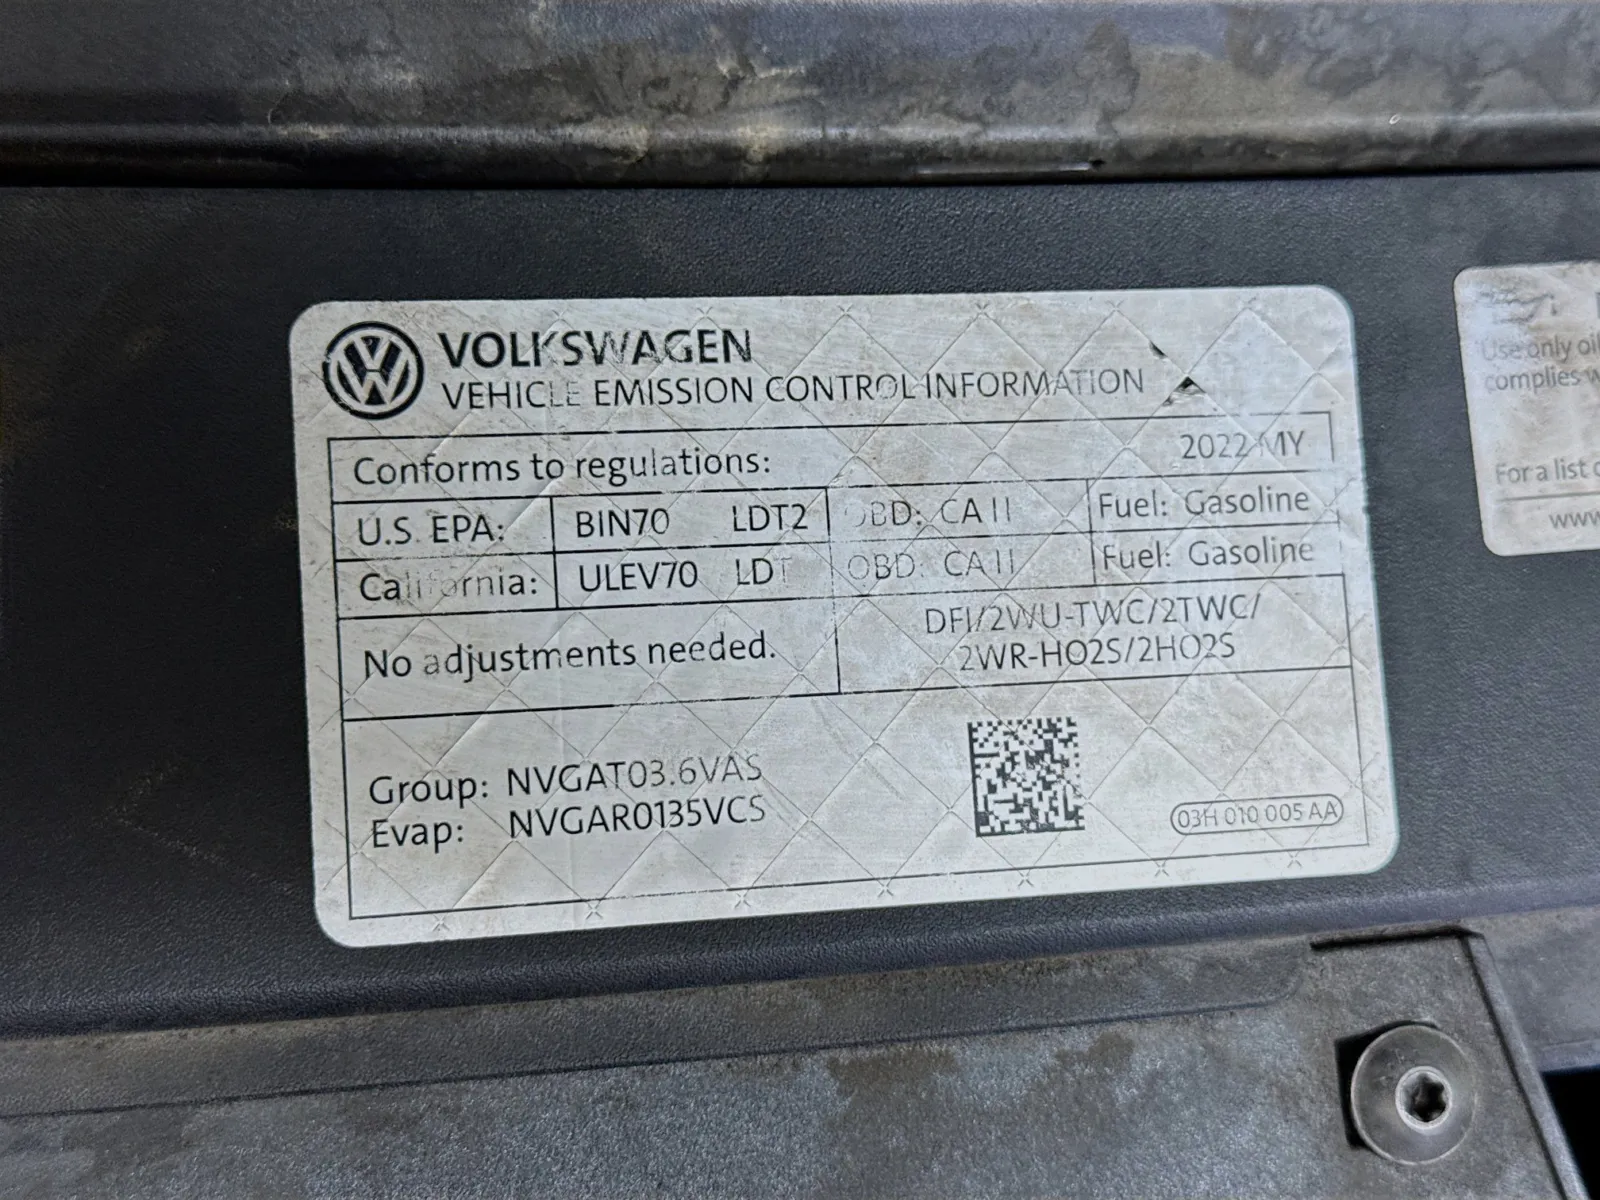 VOLKSWAGEN
VEHICLE EMISSION CONTROL INFORMATION
Conforms to regulations: 2022 MY
U.S. EPA: BIN70 LDT2 OBD: CA II Fuel: Gasoline
California: ULEV70 LDT OBD: CA II Fuel: Gasoline
No adjustments needed.
DFI/2WU-TWC/2TWC/
2WR-HO2S/2HO2S
Group: NVGAT03.6VAS
Evap: NVGAR0135VCS
03H 010 005 AA
Use only
complies
For a list
www